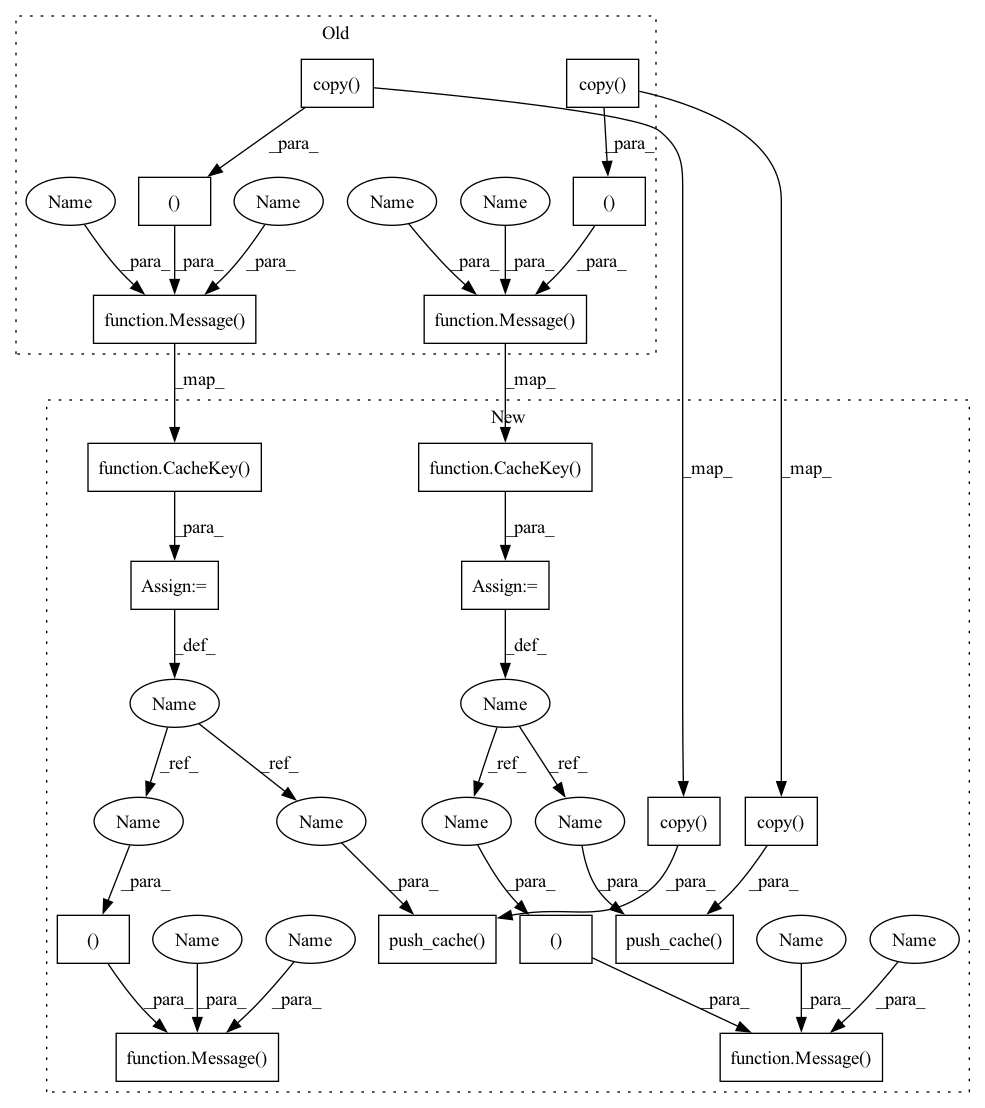 Old
copy()
copy()
_para_
_para_
Name
()
Name
Name
Name
()
_para_
_para_
_para_
_para_
_para_
_para_
function.Message()
function.Message()
_map_
_map_
New
function.CacheKey()
function.CacheKey()
_map_
_map_
_para_
_para_
Assign:=
Assign:=
_def_
_def_
Name
Name
_ref_
_ref_
_ref_
_ref_
Name
Name
Name
Name
copy()
copy()
_para_
_para_
_para_
_para_
_para_
_para_
()
Name
Name
push_cache()
()
push_cache()
Name
Name
_para_
_para_
_para_
_para_
_para_
_para_
function.Message()
function.Message()